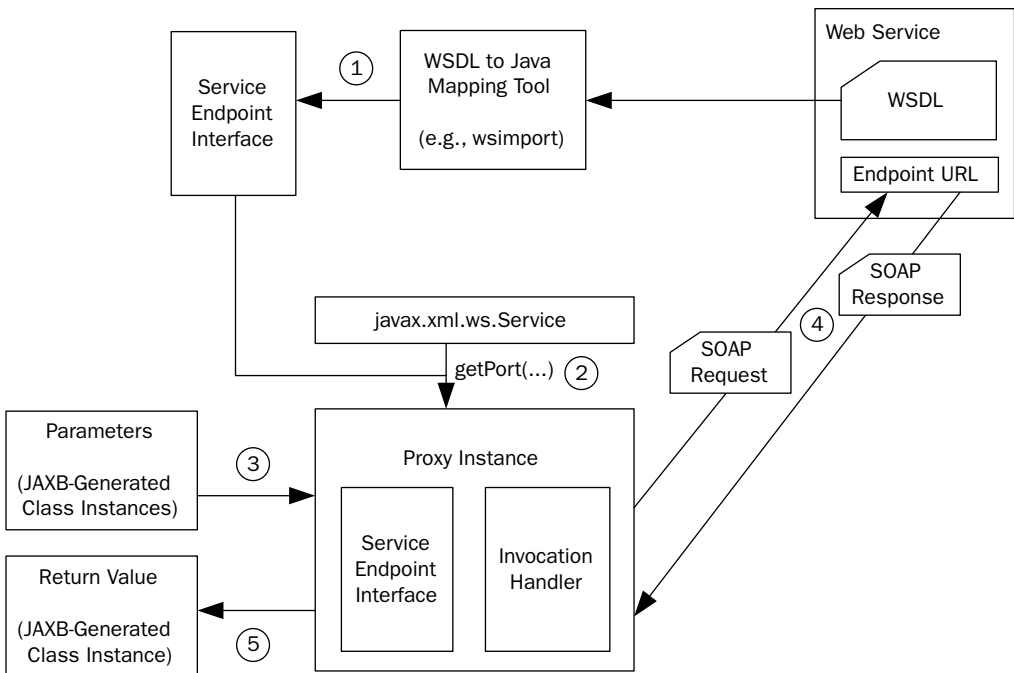 Web Service
WSDL
Endpoint URL
WSDL to Java
Mapping Tool
(e.g., wsimport)
1
Service
Endpoint
Interface
SOAP
Response
4
SOAP
Request
javax.xml.ws.Service
getPort(...)
2
Parameters
(JAXB-Generated
Class Instances)
3
Proxy Instance
Service
Endpoint
Interface
Invocation
Handler
Return Value
(JAXB-Generated
Class Instance)
5